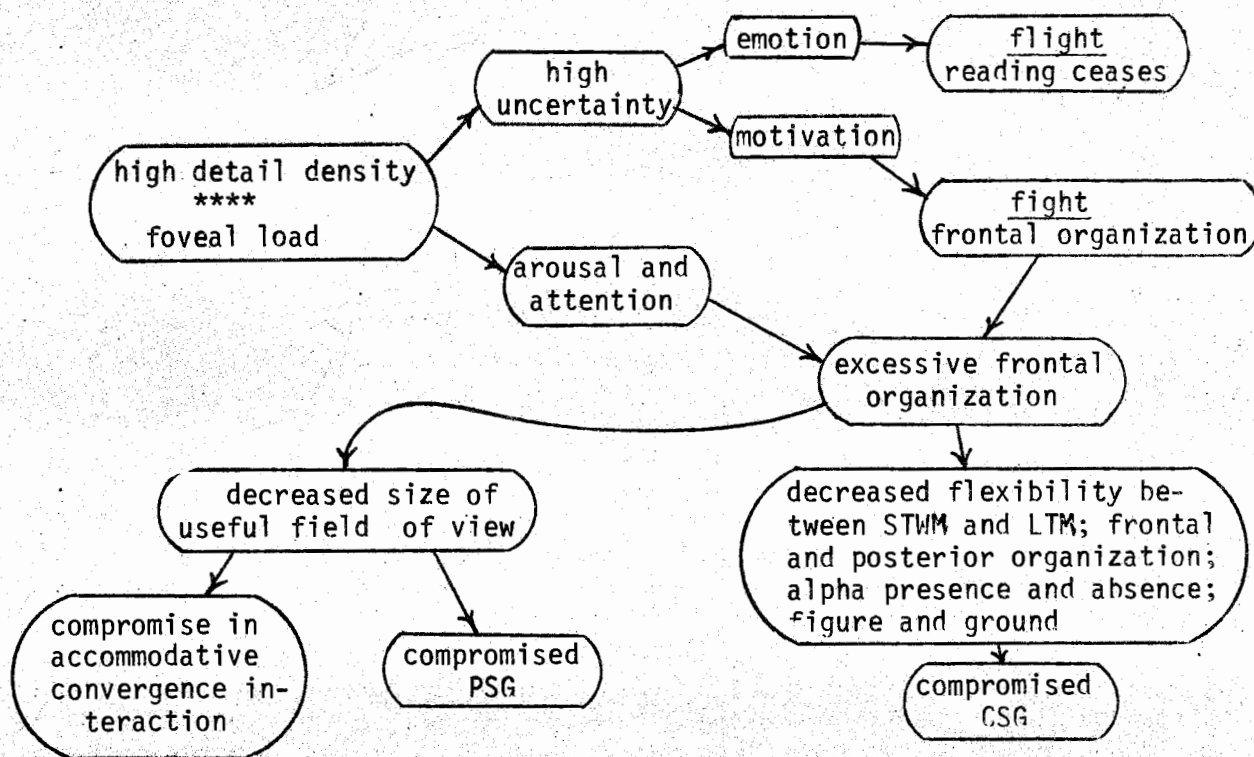 emotion
flight
reading ceases
high
uncertainty
motivation
high detail density
****
foveal load
fight
frontal organization
arousal and
attention
excessive frontal
organization
decreased size of
useful field of view
decreased flexibility be-
tween STWM and LTM; frontal
and posterior organization;
alpha presence and absence;
figure and ground
compromise in
accommodative
convergence in-
teraction
compromised
PSG
compromised
CSG